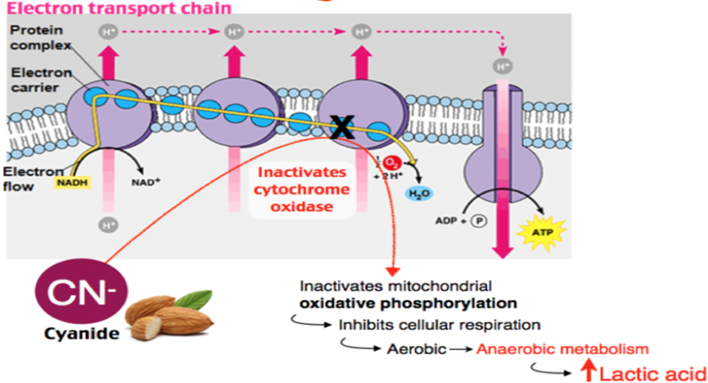 Electron transport chain
Protein
complex
Electron
carrier
Electron
flow
H⁺
H⁺
H⁺
H⁺
H⁺
NADH
NAD⁺
X
Inactivates
cytochrome
oxidase
½ O₂
+ 2H⁺
H₂O
ADP + P
ATP
CN-
Cyanide
Inactivates mitochondrial
oxidative phosphorylation
Inhibits cellular respiration
Aerobic → Anaerobic metabolism
↑Lactic acid